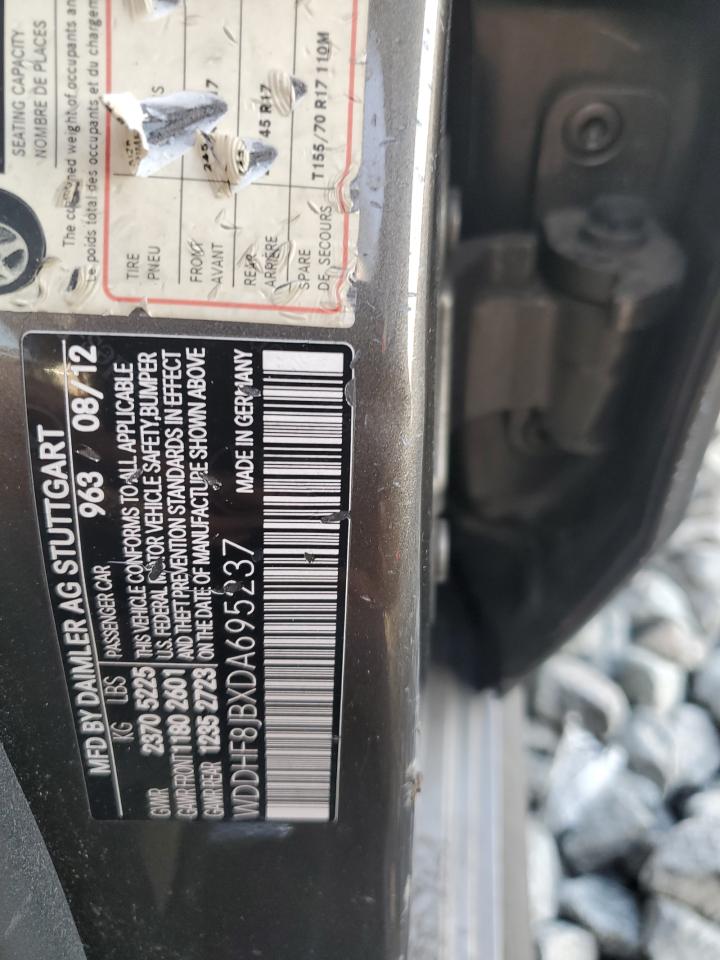 SEATING CAPACITY
NOMBRE DE PLACES
The weight of occupants an
Le poids total des occupants et du chargem
TIRE
PNEU
FRONT
AVANT
REAR
ARRIÈRE
45 R17
SPARE
DE SECOURS
T155/70 R17 110M
MFD BY DAIMLER AG STUTTGART
KG LBS PASSENGER CAR 963 08/12
GVWR 2370 5225 THIS VEHICLE CONFORMS TO ALL APPLICABLE
GAWR FRONT 1180 2601 U.S. FEDERAL MOTOR VEHICLE SAFETY, BUMPER
GAWR REAR 1235 2723 AND THEFT PREVENTION STANDARDS IN EFFECT
ON THE DATE OF MANUFACTURE SHOWN ABOVE
WDDHF8JBXDA695237 MADE IN GERMANY